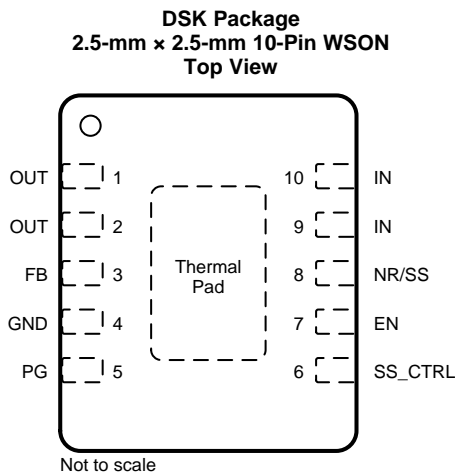 DSK Package
2.5-mm × 2.5-mm 10-Pin WSON
Top View
OUT 1 10 IN
OUT 2 9 IN
FB 3 8 NR/SS
GND 4 7 EN
PG 5 6 SS_CTRL
Thermal
Pad
Not to scale